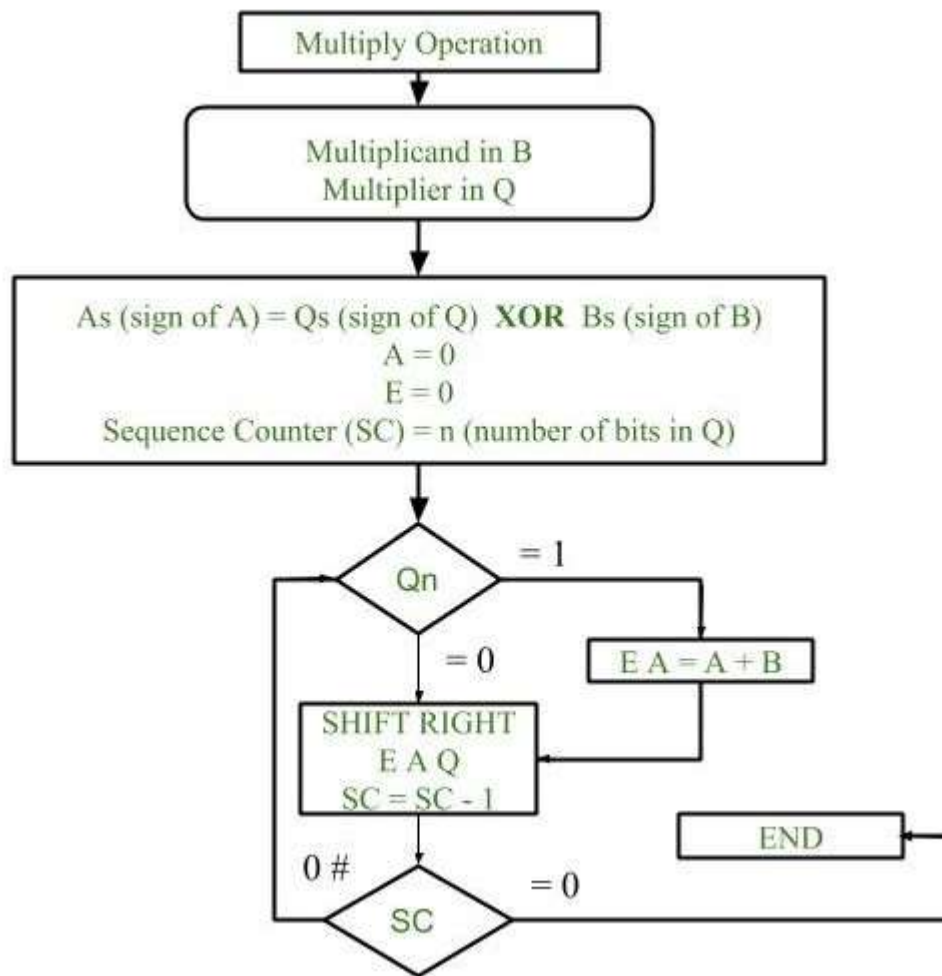 Multiply Operation
Multiplicand in B
Multiplier in Q
As (sign of A) = Qs (sign of Q) XOR Bs (sign of B)
A = 0
E = 0
Sequence Counter (SC) = n (number of bits in Q)
Qn
= 1
= 0
E A = A + B
SHIFT RIGHT
E A Q
SC = SC - 1
END
0 #
= 0
SC